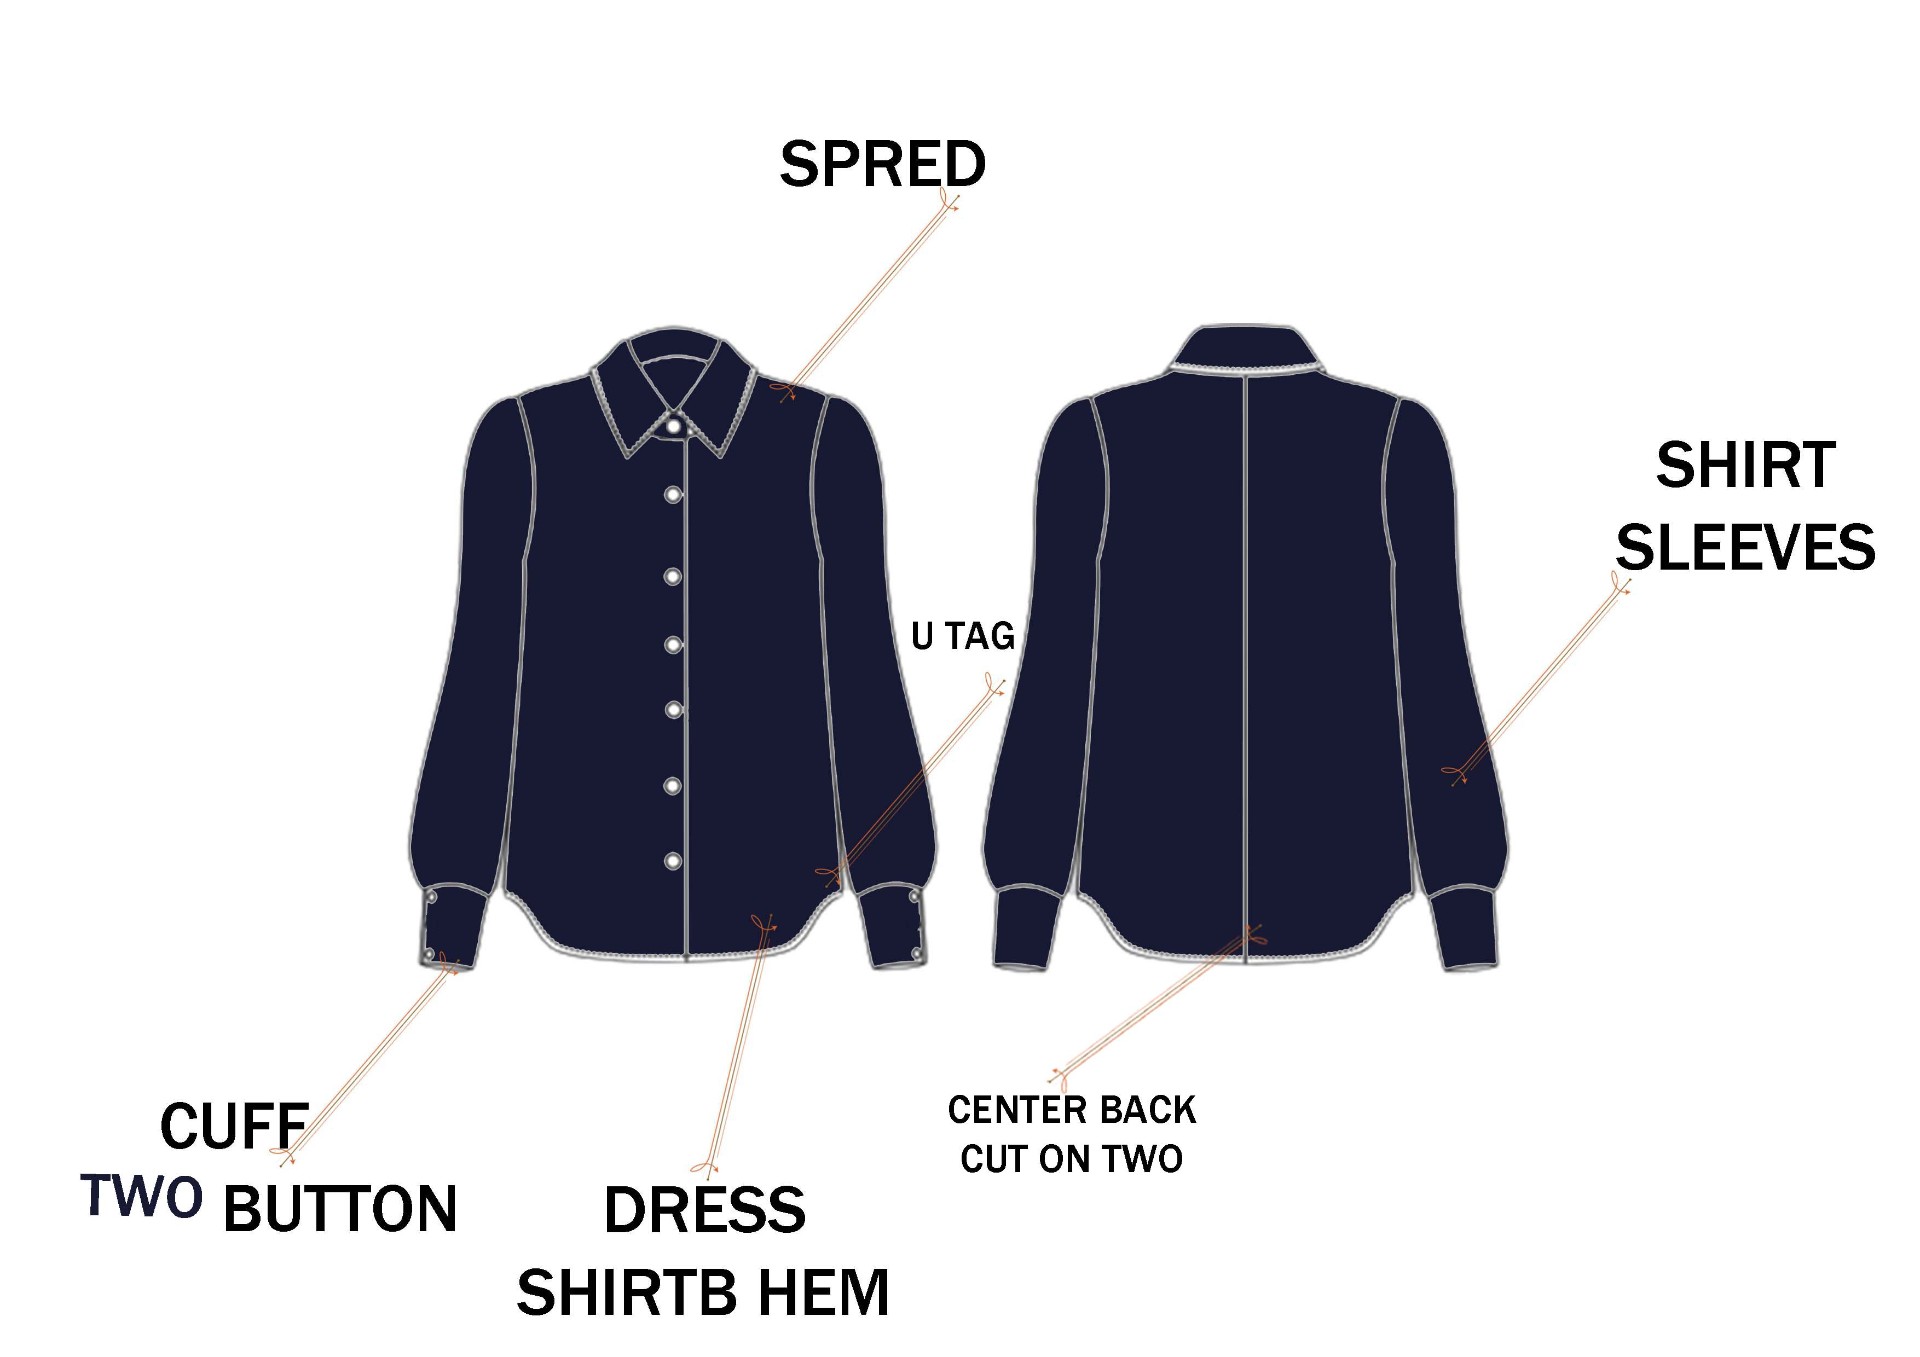 SPRED
SHIRT
SLEEVES
U TAG
CUFF
TWO BUTTON
DRESS
SHIRTB HEM
CENTER BACK
CUT ON TWO